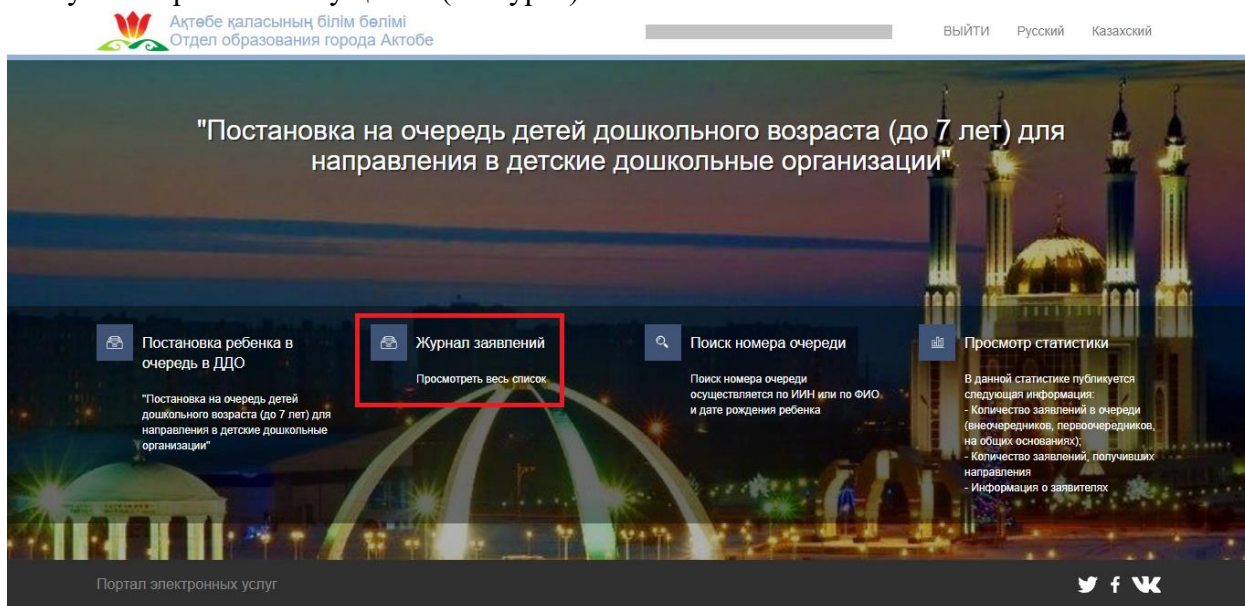 Ақтөбе қаласының білім бөлімі
Отдел образования города Актобе
ВЫЙТИ Русский Казахский
"Постановка на очередь детей дошкольного возраста (до 7 лет) для
направления в детские дошкольные организации"
Постановка ребенка в
очередь в ДДО
"Постановка на очередь детей
дошкольного возраста (до 7 лет) для
направления в детские дошкольные
организации"
Журнал заявлений
Просмотреть весь список
Поиск номера очереди
Поиск номера очереди
осуществляется по ИИН или по ФИО
и дате рождения ребенка
Просмотр статистики
В данной статистике публикуется
следующая информация:
- Количество заявлений в очереди
(внеочередников, первоочередников,
на общих основаниях);
- Количество заявлений, получивших
направления
- Информация о заявителях
Портал электронных услуг